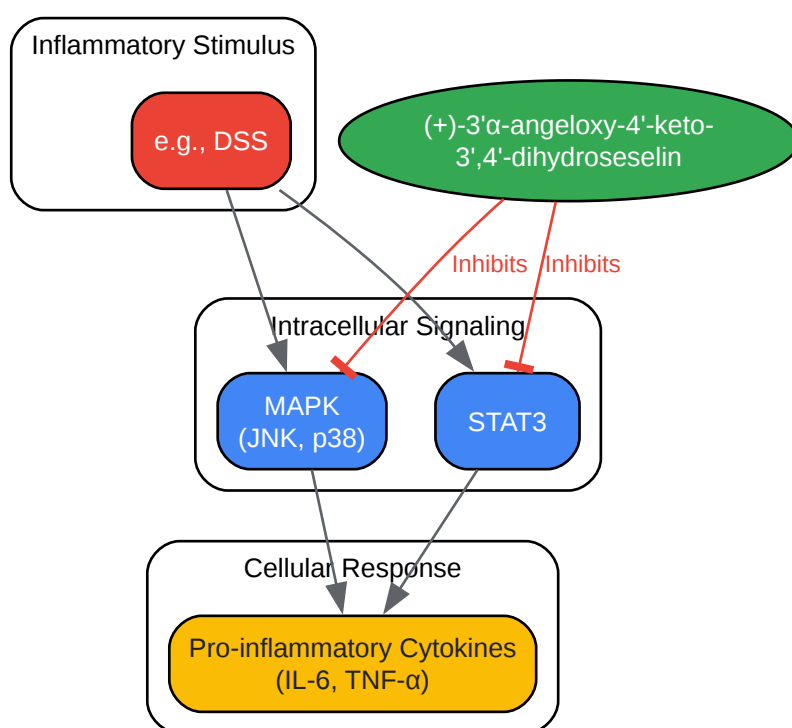 Inflammatory Stimulus
e.g., DSS
(+)-3'α-angeloxy-4'-keto-
3',4'-dihydroseselin
Inhibits
Inhibits
Intracellular Signaling
MAPK
(JNK, p38)
STAT3
Cellular Response
Pro-inflammatory Cytokines
(IL-6, TNF-α)